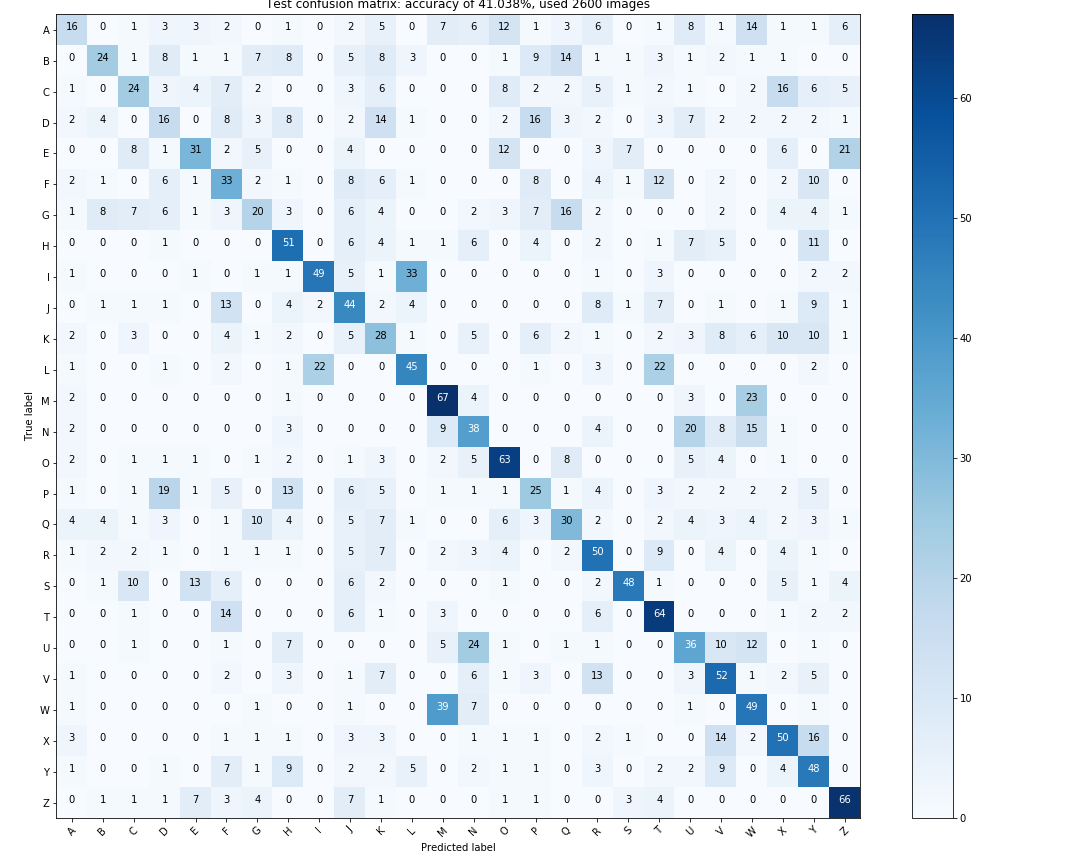 Test confusion matrix: accuracy of 41.038%, used 2600 images
A 16 0 1 3 3 2 0 1 0 2 5 0 7 6 12 1 3 6 0 1 8 1 14 1 1 6
B 0 24 1 8 1 1 7 8 0 5 8 3 0 0 1 9 14 1 1 3 1 2 1 1 0 0
C 1 0 24 3 4 7 2 0 0 3 6 0 0 0 8 2 2 5 1 2 1 0 2 16 6 5
D 2 4 0 16 0 8 3 8 0 2 14 1 0 0 2 16 3 2 0 3 7 2 2 2 2 1
E 0 0 8 1 31 2 5 0 0 4 0 0 0 0 12 0 0 3 7 0 0 0 0 6 0 21
60
F 2 1 0 6 1 33 2 1 0 8 6 1 0 0 0 8 0 4 1 12 0 2 0 2 10 0
G 1 8 7 6 1 3 20 3 0 6 4 0 0 2 3 7 16 2 0 0 0 2 0 4 4 1
50
H 0 0 0 1 0 0 0 51 0 6 4 1 1 6 0 4 0 2 0 1 7 5 0 0 11 0
I 1 0 0 0 1 0 1 1 49 5 1 33 0 0 0 0 0 1 0 3 0 0 0 0 2 2
J 0 1 1 1 0 13 0 4 2 44 2 4 0 0 0 0 0 8 1 7 0 1 0 1 9 1
K 2 0 3 0 0 4 1 2 0 5 28 1 0 5 0 6 2 1 0 2 3 8 6 10 10 1
40
L 1 0 0 1 0 2 0 1 22 0 0 45 0 0 0 1 0 3 0 22 0 0 0 0 2 0
M 2 0 0 0 0 0 0 1 0 0 0 0 67 4 0 0 0 0 0 0 3 0 23 0 0 0
True label
N 2 0 0 0 0 0 0 3 0 0 0 0 9 38 0 0 0 4 0 0 20 8 15 1 0 0
30
O 2 0 1 1 1 0 1 2 0 1 3 0 2 5 63 0 8 0 0 0 5 4 0 1 0 0
P 1 0 1 19 1 5 0 13 0 6 5 0 1 1 1 25 1 4 0 3 2 2 2 2 5 0
Q 4 4 1 3 0 1 10 4 0 5 7 1 0 0 6 3 30 2 0 2 4 3 4 2 3 1
R 1 2 2 1 0 1 1 1 0 5 7 0 2 3 4 0 2 50 0 9 0 4 0 4 1 0
20
S 0 1 10 0 13 6 0 0 0 6 2 0 0 0 1 0 0 2 48 1 0 0 0 5 1 4
T 0 0 1 0 0 14 0 0 0 6 1 0 3 0 0 0 0 6 0 64 0 0 0 1 2 2
U 0 0 1 0 0 1 0 7 0 0 0 0 5 24 1 0 1 1 0 0 36 10 12 0 1 0
V 1 0 0 0 0 2 0 3 0 1 7 0 0 6 1 3 0 13 0 0 3 52 1 2 5 0
10
W 1 0 0 0 0 0 1 0 0 1 0 0 39 7 0 0 0 0 0 0 1 0 49 0 1 0
X 3 0 0 0 0 1 1 1 0 3 3 0 0 1 1 1 0 2 1 0 0 14 2 50 16 0
Y 1 0 0 1 0 7 1 9 0 2 2 5 0 2 1 1 0 3 0 2 2 9 0 4 48 0
Z 0 1 1 1 7 3 4 0 0 7 1 0 0 0 1 1 0 0 3 4 0 0 0 0 0 66
0
A B C D E F G H I J K L M N O P Q R S T U V W X Y Z
Predicted label